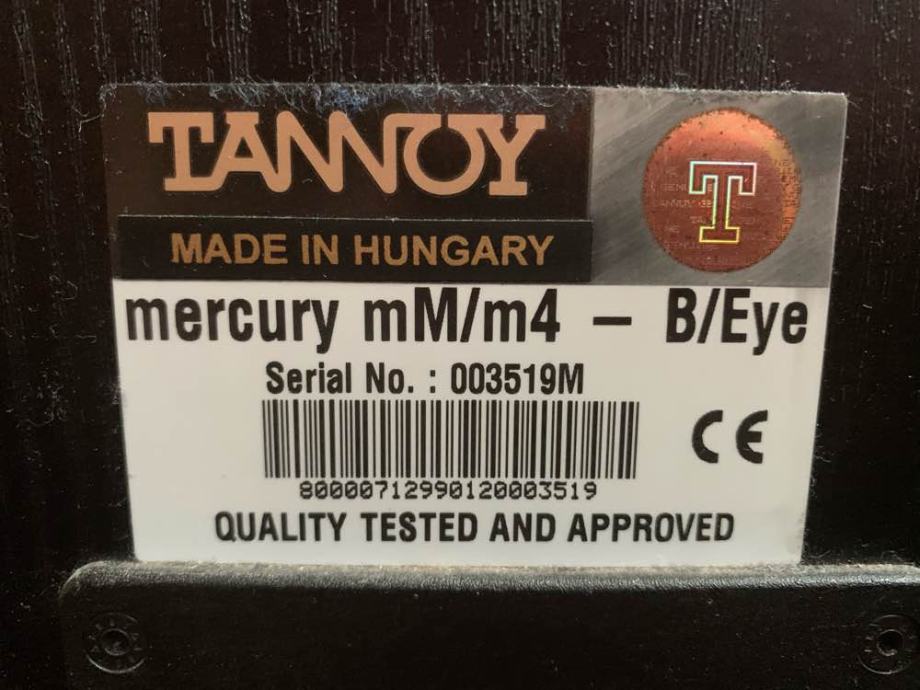 TANNOY
T
MADE IN HUNGARY
mercury mM/m4 – B/Eye
Serial No. : 003519M
CE
80000712990120003519
QUALITY TESTED AND APPROVED